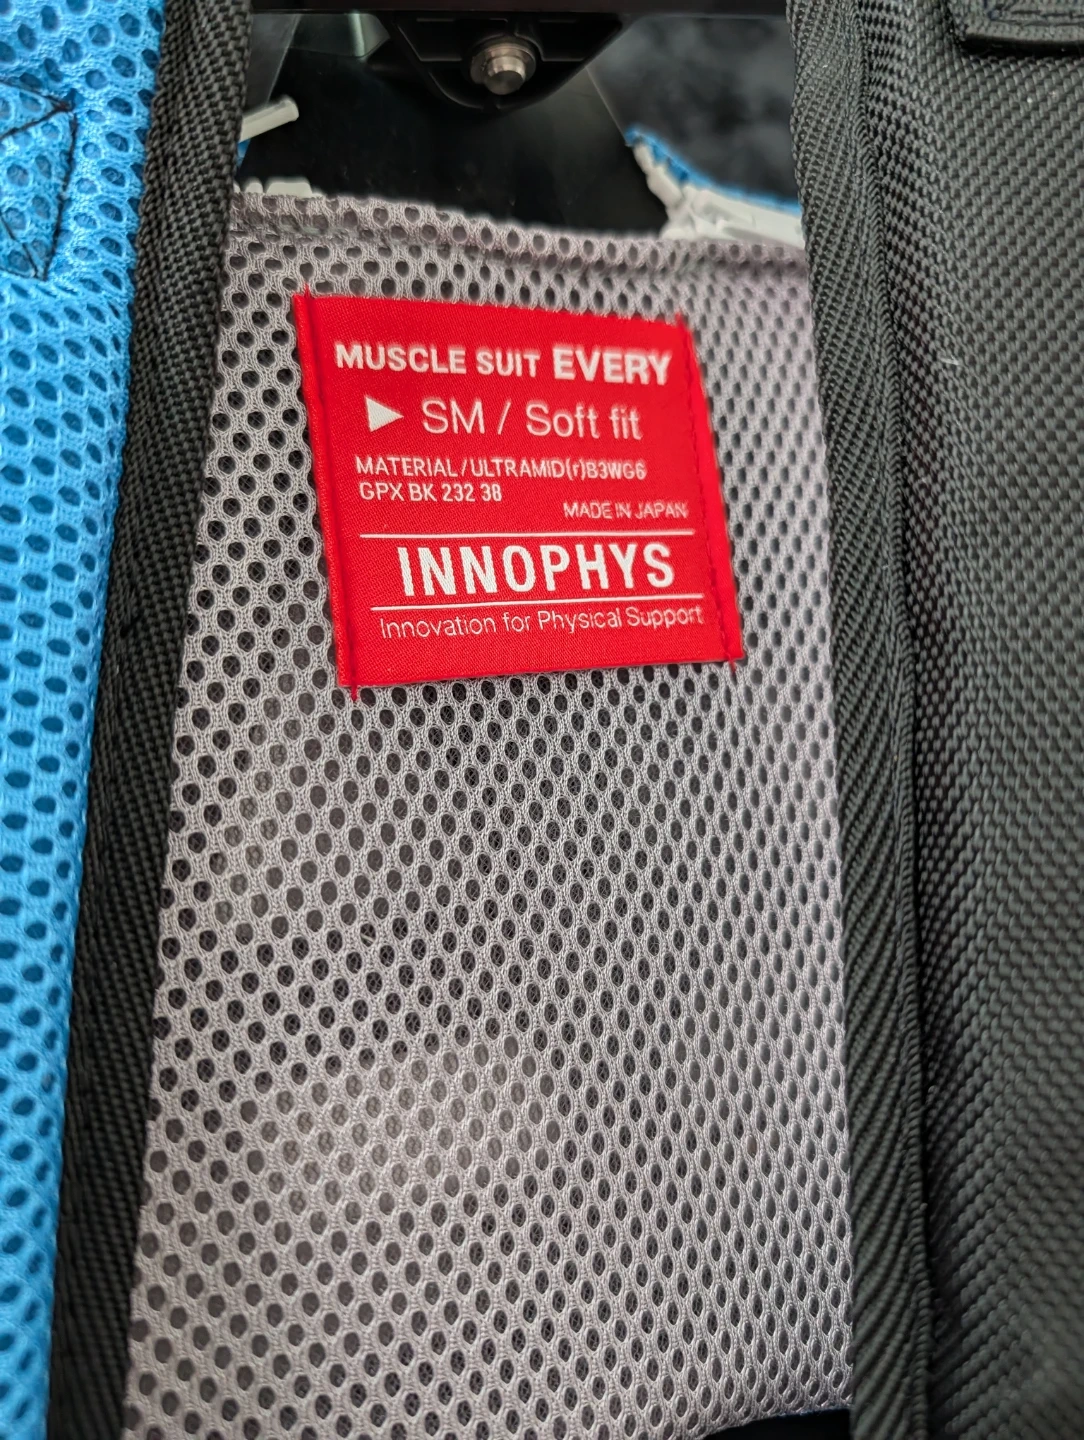 MUSCLE SUIT EVERY
▶ SM / Soft fit
MATERIAL/ULTRAMID(r)B3WG6
GPX BK 232 38
MADE IN JAPAN
INNOPHYS
Innovation for Physical Support